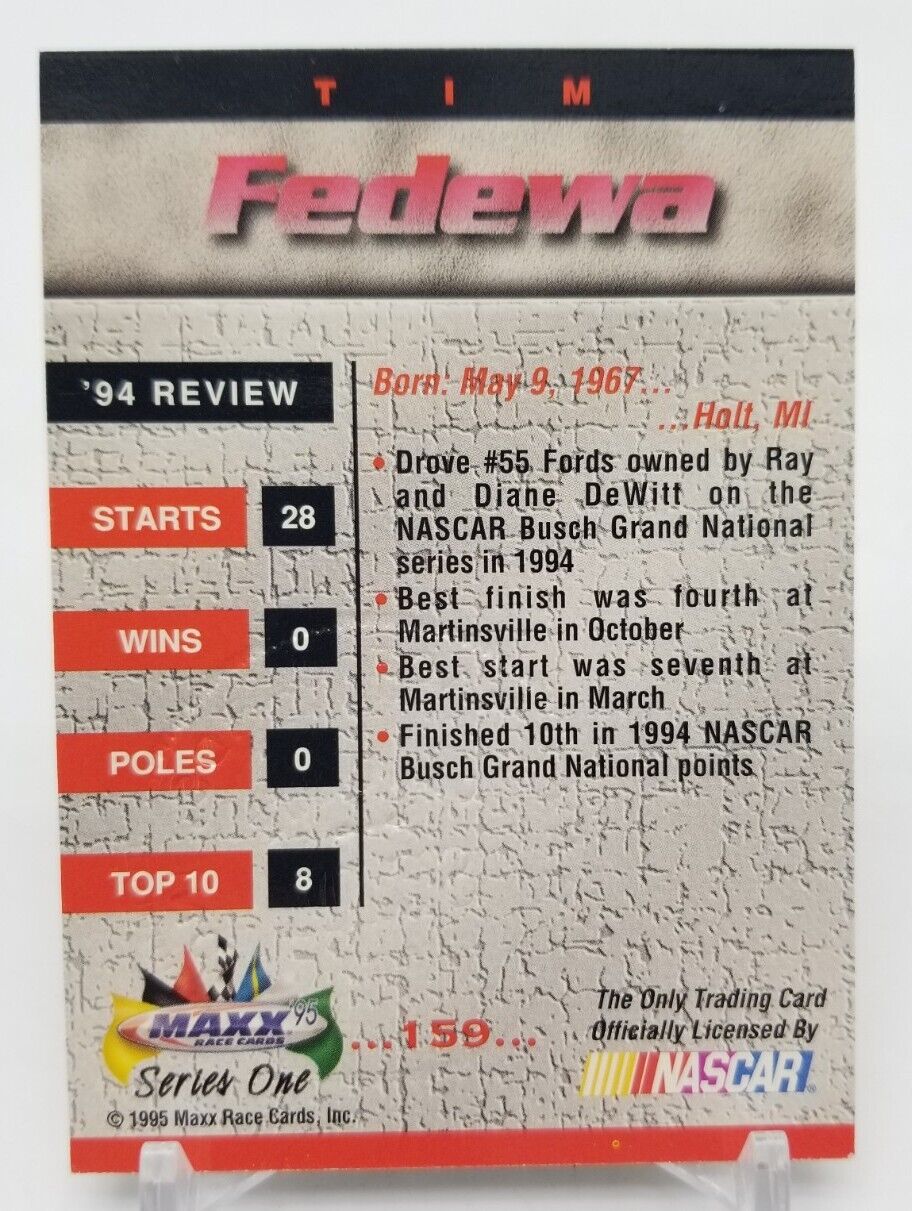 TIM
Fedewa
'94 REVIEW
STARTS 28
WINS 0
POLES 0
TOP 10 8
Born: May 9, 1967...
...Holt, MI
• Drove #55 Fords owned by Ray
and Diane DeWitt on the
NASCAR Busch Grand National
series in 1994
• Best finish was fourth at
Martinsville in October
• Best start was seventh at
Martinsville in March
• Finished 10th in 1994 NASCAR
Busch Grand National points
MAXX '95
RACE CARDS
Series One
© 1995 Maxx Race Cards, Inc.
...159...
The Only Trading Card
Officially Licensed By
NASCAR®